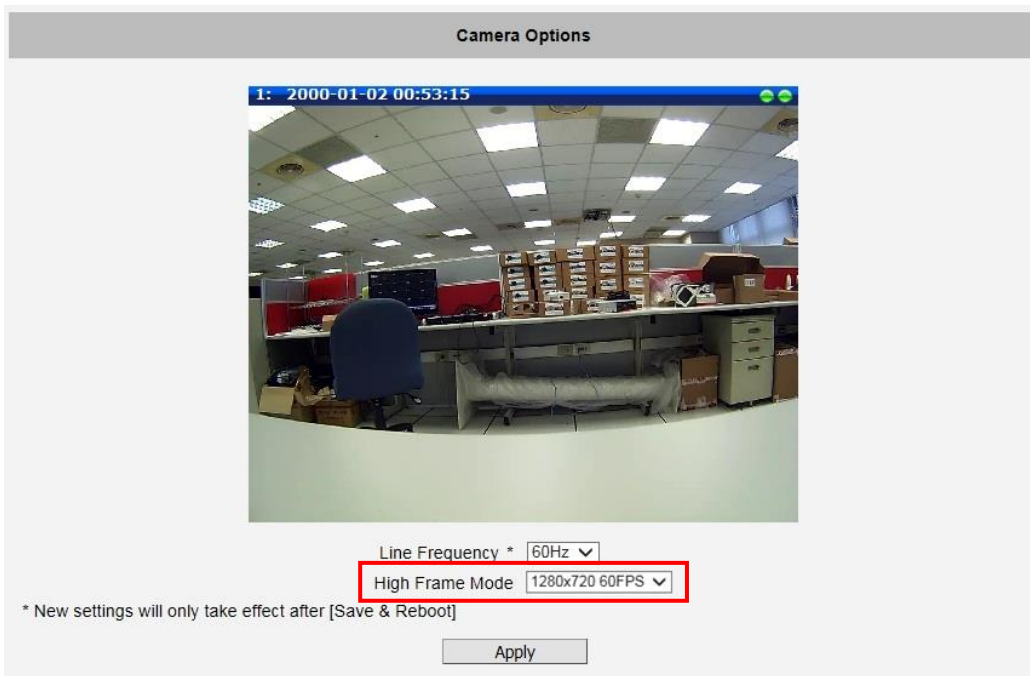 Camera Options
1: 2000-01-02 00:53:15
Line Frequency * 60Hz
High Frame Mode 1280x720 60FPS
* New settings will only take effect after [Save & Reboot]
Apply